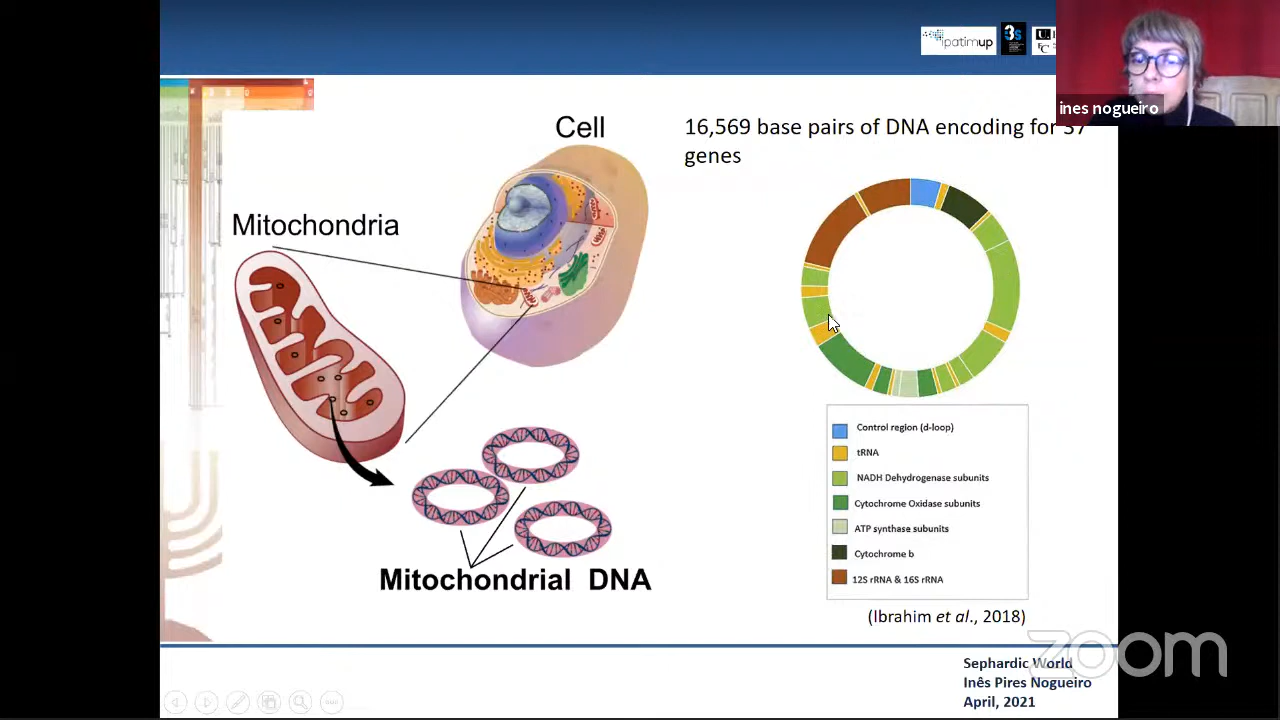 ipatimup
i3s
ines nogueiro
Cell
16,569 base pairs of DNA encoding for 37
genes
Mitochondria
Control region (d-loop)
tRNA
NADH Dehydrogenase subunits
Cytochrome Oxidase subunits
ATP synthase subunits
Cytochrome b
12S rRNA & 16S rRNA
Mitochondrial DNA
(Ibrahim et al., 2018)
zoom
Sephardic World
Inês Pires Nogueiro
April, 2021